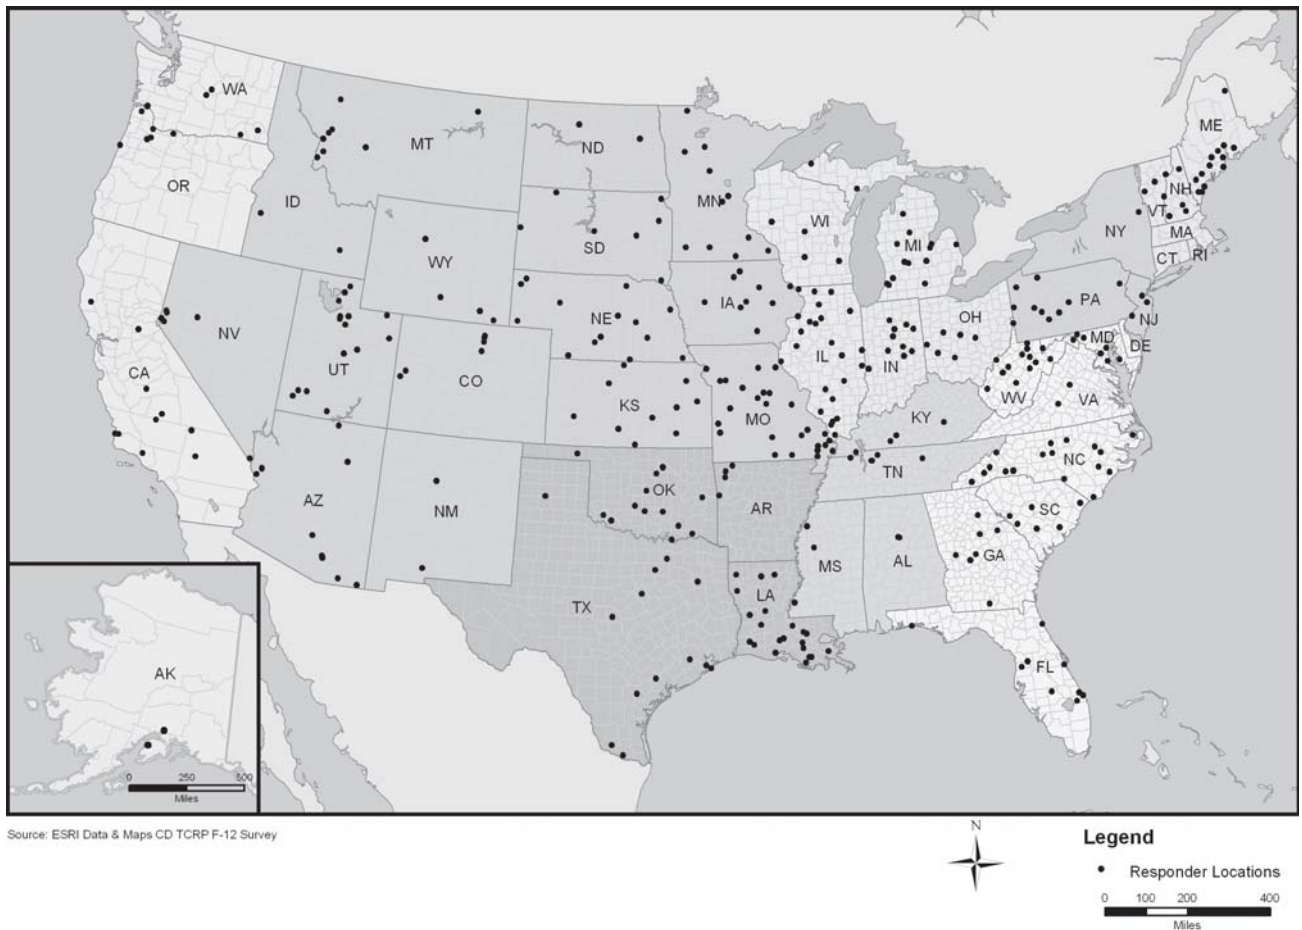 WA
ME
MT
ND
OR
MN
NH
ID
VT
WI
NY
MA
SD
MI
CT
RI
WY
IA
PA
NE
OH
NJ
NV
MD
DE
IL
IN
CA
UT
CO
WV
VA
KS
MO
KY
NC
TN
OK
AZ
NM
AR
SC
GA
MS
AL
LA
TX
FL
AK
0 250 500
Miles
Source: ESRI Data & Maps CD TCRP F-12 Survey
N
Legend
Responder Locations
0 100 200 400
Miles